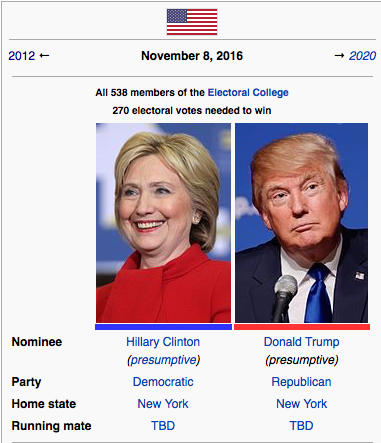 2012 ← November 8, 2016 → 2020
All 538 members of the Electoral College
270 electoral votes needed to win
Nominee Hillary Clinton Donald Trump
(presumptive) (presumptive)
Party Democratic Republican
Home state New York New York
Running mate TBD TBD